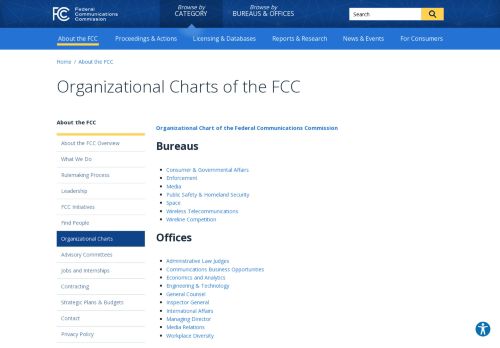 FCC Federal Communications Commission
Browse by CATEGORY
Browse by BUREAUS & OFFICES
Search
About the FCC
Proceedings & Actions
Licensing & Databases
Reports & Research
News & Events
For Consumers
Home / About the FCC
Organizational Charts of the FCC
About the FCC
About the FCC Overview
What We Do
Rulemaking Process
Leadership
FCC Initiatives
Find People
Organizational Charts
Advisory Committees
Jobs and Internships
Contracting
Strategic Plans & Budgets
Contact
Privacy Policy
Organizational Chart of the Federal Communications Commission
Bureaus
Consumer & Governmental Affairs
Enforcement
Media
Public Safety & Homeland Security
Space
Wireless Telecommunications
Wireline Competition
Offices
Administrative Law Judges
Communications Business Opportunities
Economics and Analytics
Engineering & Technology
General Counsel
Inspector General
International Affairs
Managing Director
Media Relations
Workplace Diversity